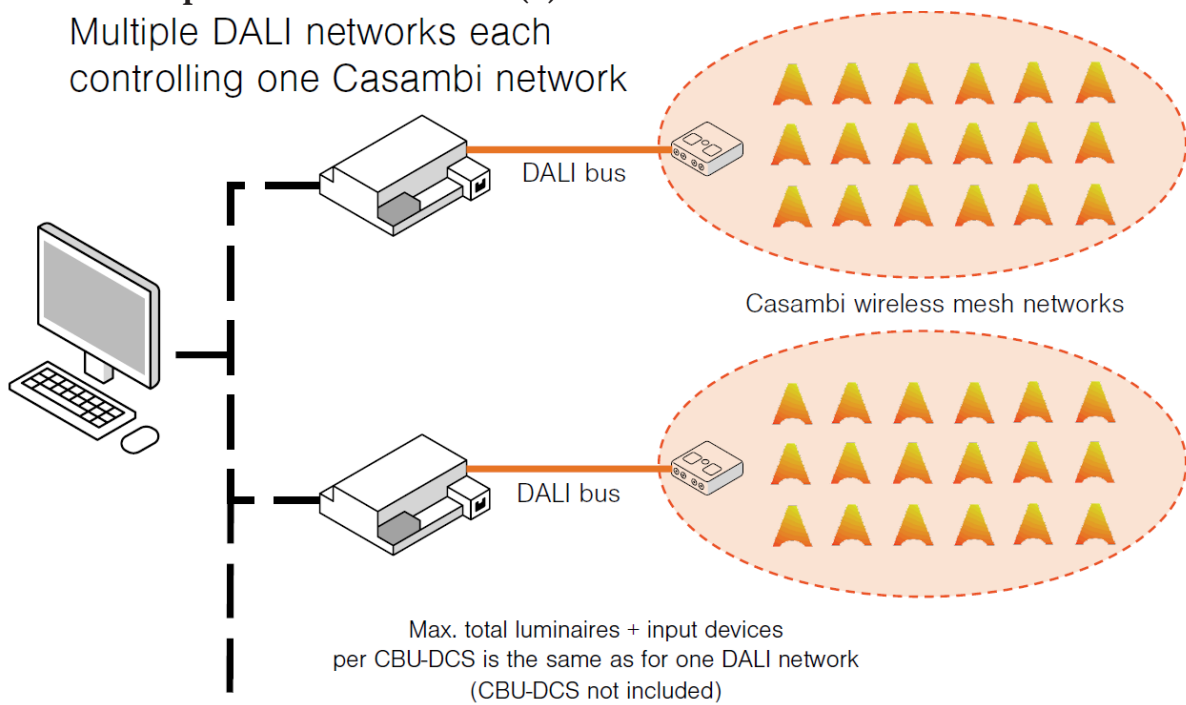 Multiple DALI networks each
controlling one Casambi network
DALI bus
Casambi wireless mesh networks
DALI bus
Max. total luminaires + input devices
per CBU-DCS is the same as for one DALI network
(CBU-DCS not included)